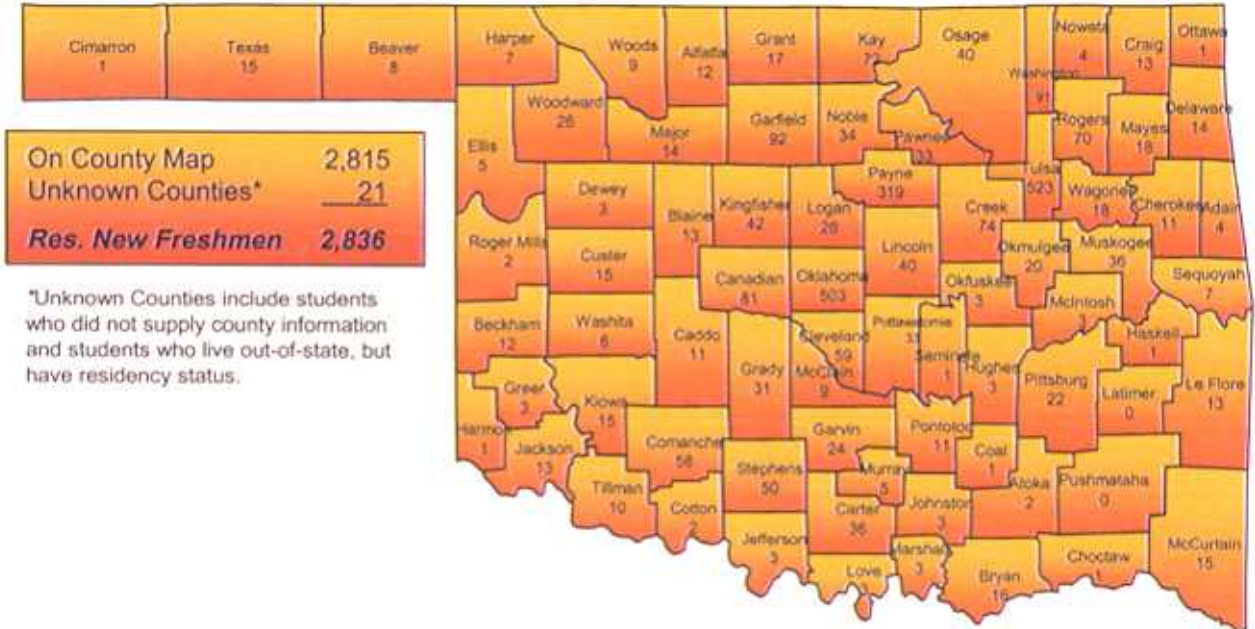 Cimarron
1
Texas
15
Beaver
8
Harper
7
Woods
9
Alfalfa
12
Grant
17
Kay
73
Osage
40
Washington
91
Nowata
4
Craig
13
Ottawa
1
Ellis
5
Woodward
26
Major
14
Garfield
92
Noble
34
Pawnee
33
Rogers
70
Mayes
18
Delaware
14
On County Map 2,815
Unknown Counties* 21
Res. New Freshmen 2,836
*Unknown Counties include students
who did not supply county information
and students who live out-of-state, but
have residency status.
Dewey
3
Blaine
13
Kingfisher
42
Logan
26
Payne
319
Creek
74
Tulsa
523
Wagoner
18
Cherokee
11
Adair
4
Roger Mills
2
Custer
15
Canadian
81
Oklahoma
503
Lincoln
40
Okmulgee
20
Muskogee
36
Sequoyah
7
Okfuskee
3
McIntosh
Beckham
12
Washita
6
Caddo
11
Grady
31
Cleveland
59
McClain
9
Pottawatomie
33
Seminole
1
Hughes
3
Pittsburg
22
Haskell
1
Latimer
0
Le Flore
13
Greer
3
Harmon
1
Jackson
13
Kiowa
15
Comanche
58
Tillman
10
Cotton
2
Stephens
50
Jefferson
3
Garvin
24
Murray
5
Carter
36
Love
Pontotoc
11
Johnston
3
Marshall
3
Coal
1
Atoka
2
Bryan
16
Pushmataha
0
Choctaw
1
McCurtain
15